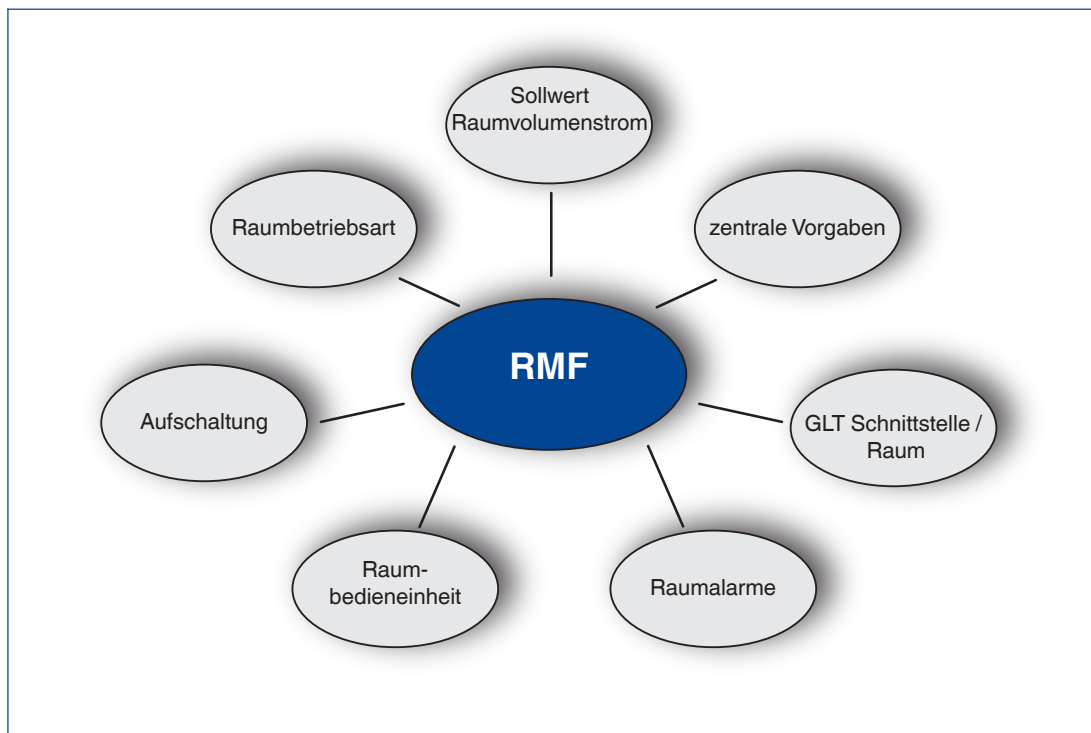 Sollwert
Raumvolumenstrom
Raumbetriebsart
zentrale Vorgaben
RMF
Aufschaltung
GLT Schnittstelle /
Raum
Raum-
bedieneinheit
Raumalarme